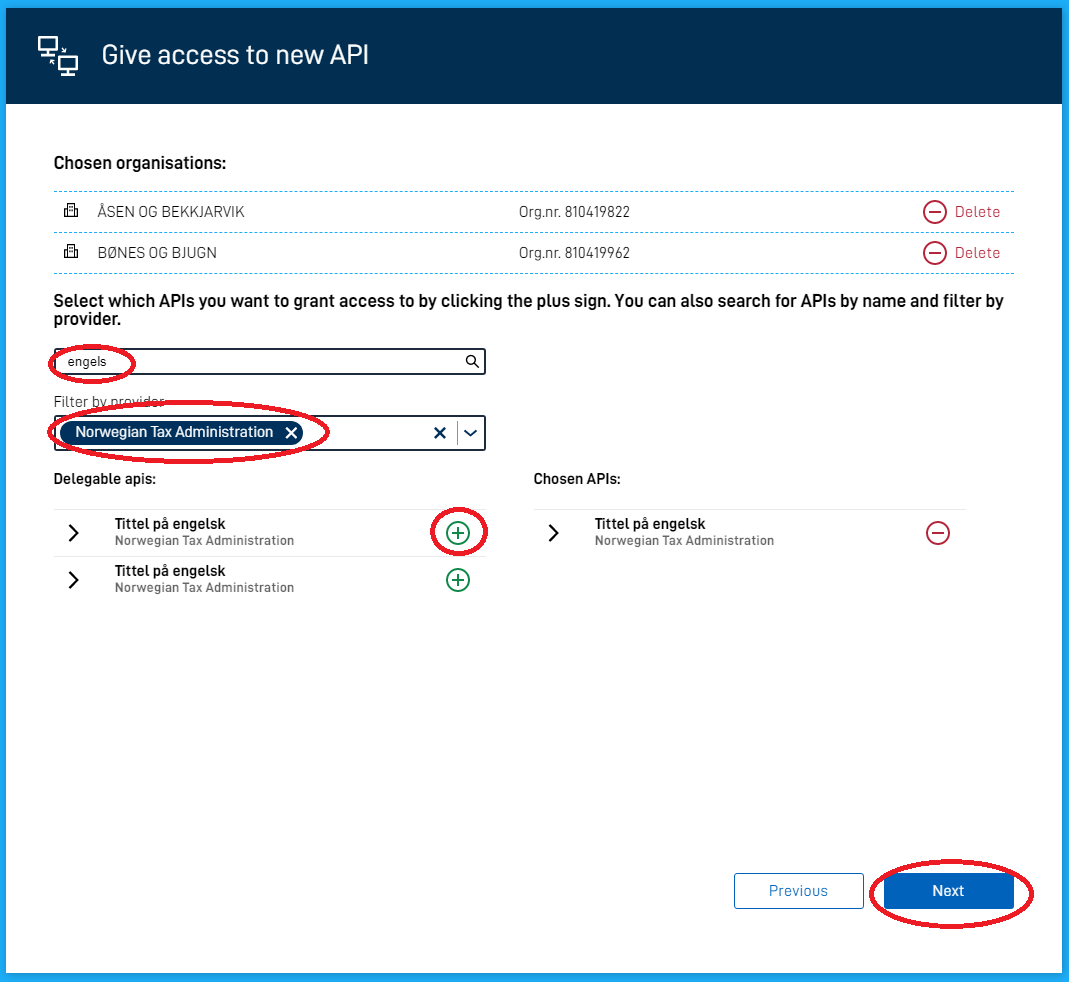 Give access to new API
Chosen organisations:
ÅSEN OG BEKKJARVIK Org.nr. 810419822 Delete
BØNES OG BJUGN Org.nr. 810419962 Delete
Select which APIs you want to grant access to by clicking the plus sign. You can also search for APIs by name and filter by
provider.
engels
Filter by provider
Norwegian Tax Administration
Delegable apis:
Tittel på engelsk
Norwegian Tax Administration
Tittel på engelsk
Norwegian Tax Administration
Chosen APIs:
Tittel på engelsk
Norwegian Tax Administration
Previous
Next